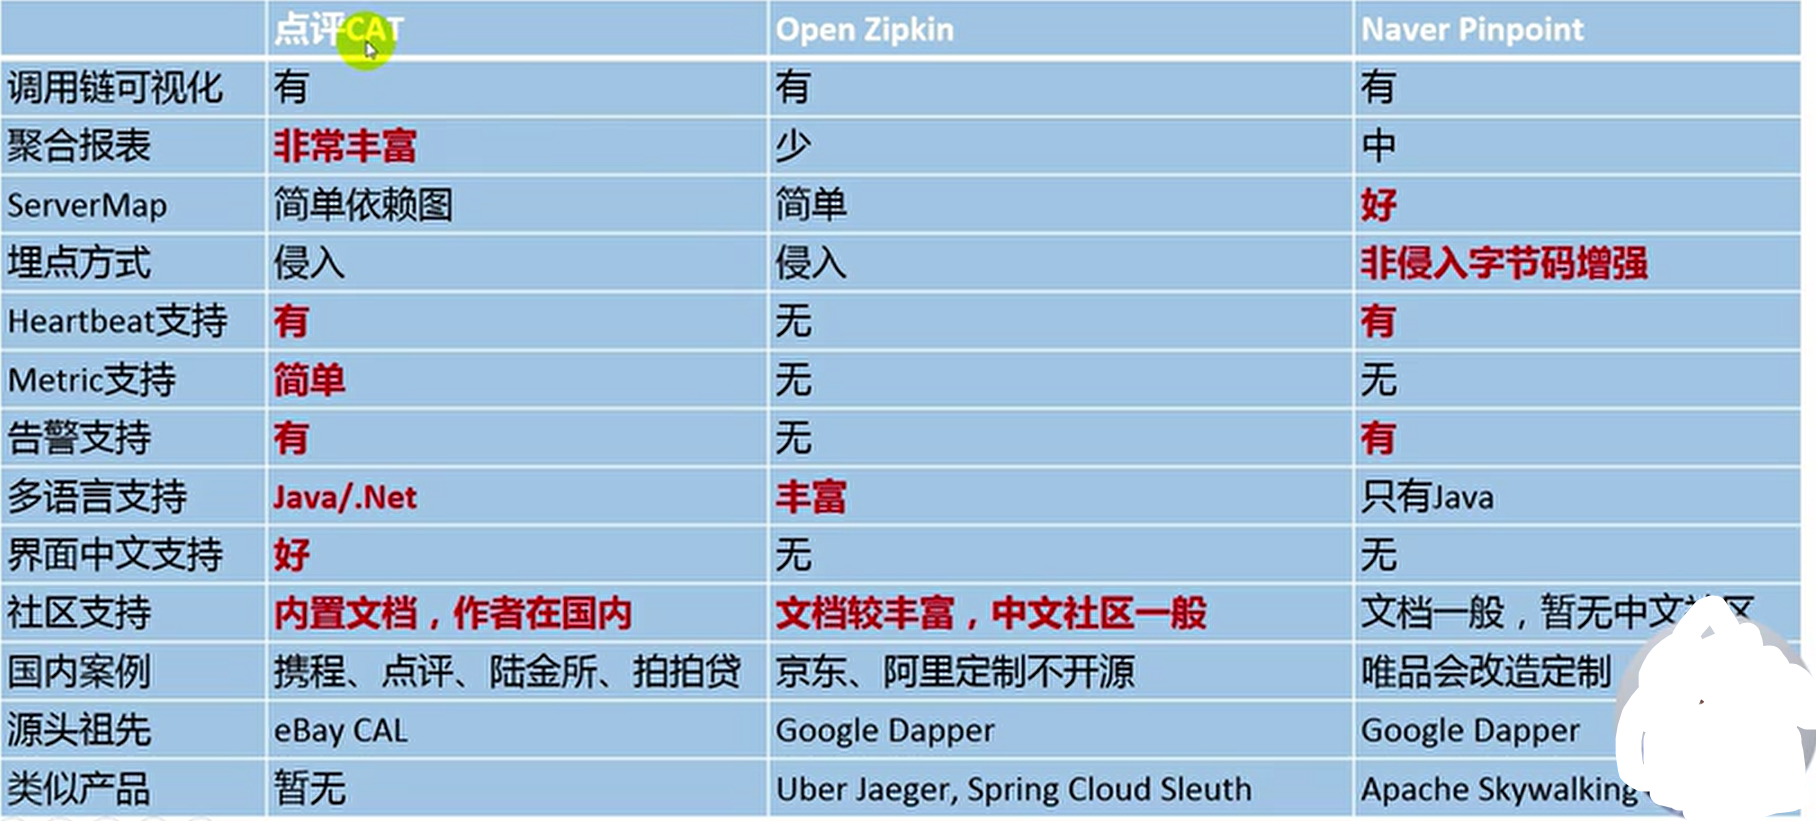 点评CAT Open Zipkin Naver Pinpoint
调用链可视化 有 有 有
聚合报表 非常丰富 少 中
ServerMap 简单依赖图 简单 好
埋点方式 侵入 侵入 非侵入字节码增强
Heartbeat支持 有 无 有
Metric支持 简单 无 无
告警支持 有 无 有
多语言支持 Java/.Net 丰富 只有Java
界面中文支持 好 无 无
社区支持 内置文档，作者在国内 文档较丰富，中文社区一般 文档一般，暂无中文社区
国内案例 携程、点评、陆金所、拍拍贷 京东、阿里定制不开源 唯品会改造定制
源头祖先 eBay CAL Google Dapper Google Dapper
类似产品 暂无 Uber Jaeger, Spring Cloud Sleuth Apache Skywalking